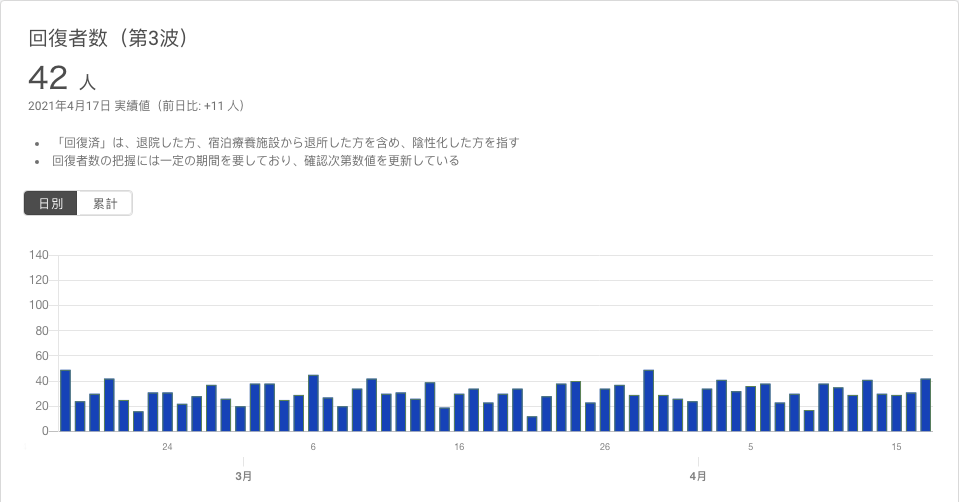 回復者数（第3波）
42 人
2021年4月17日 実績値（前日比: +11 人）
• 「回復済」は、退院した方、宿泊療養施設から退所した方を含め、陰性化した方を指す
• 回復者数の把握には一定の期間を要しており、確認次第数値を更新している
日別 累計
140
120
100
80
60
40
20
0
24 6 16 26 5 15
3月 4月